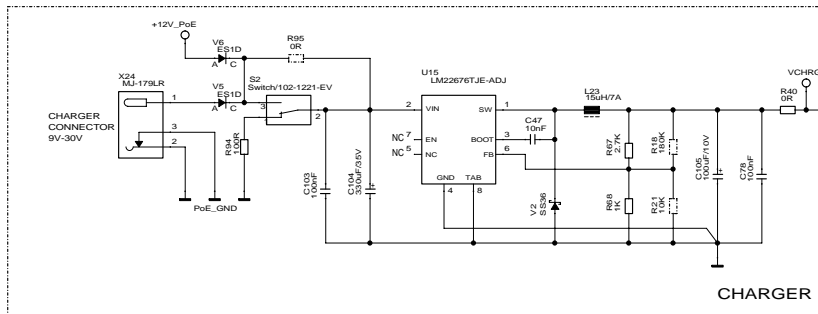 +12V_PoE
V6
ES1D
A C
R95
0R
X24
MJ-179LR
V5
ES1D
A C
S2
Switch/102-1221-EV
3
1
2
1
3
2
CHARGER
CONNECTOR
9V-30V
R94
100R
PoE_GND
C103
100nF
C104
330uF/35V
+
U15
LM22676TJE-ADJ
2
VIN
SW
1
NC
7
EN
BOOT
3
NC
5
NC
FB
6
GND
TAB
4
8
C47
10nF
V2
SS36
L23
15uH/7A
R67
2.7K
R18
180K
R68
1K
R21
10K
C105
100uF/10V
+
C78
100nF
R40
0R
VCHRG
CHARGER